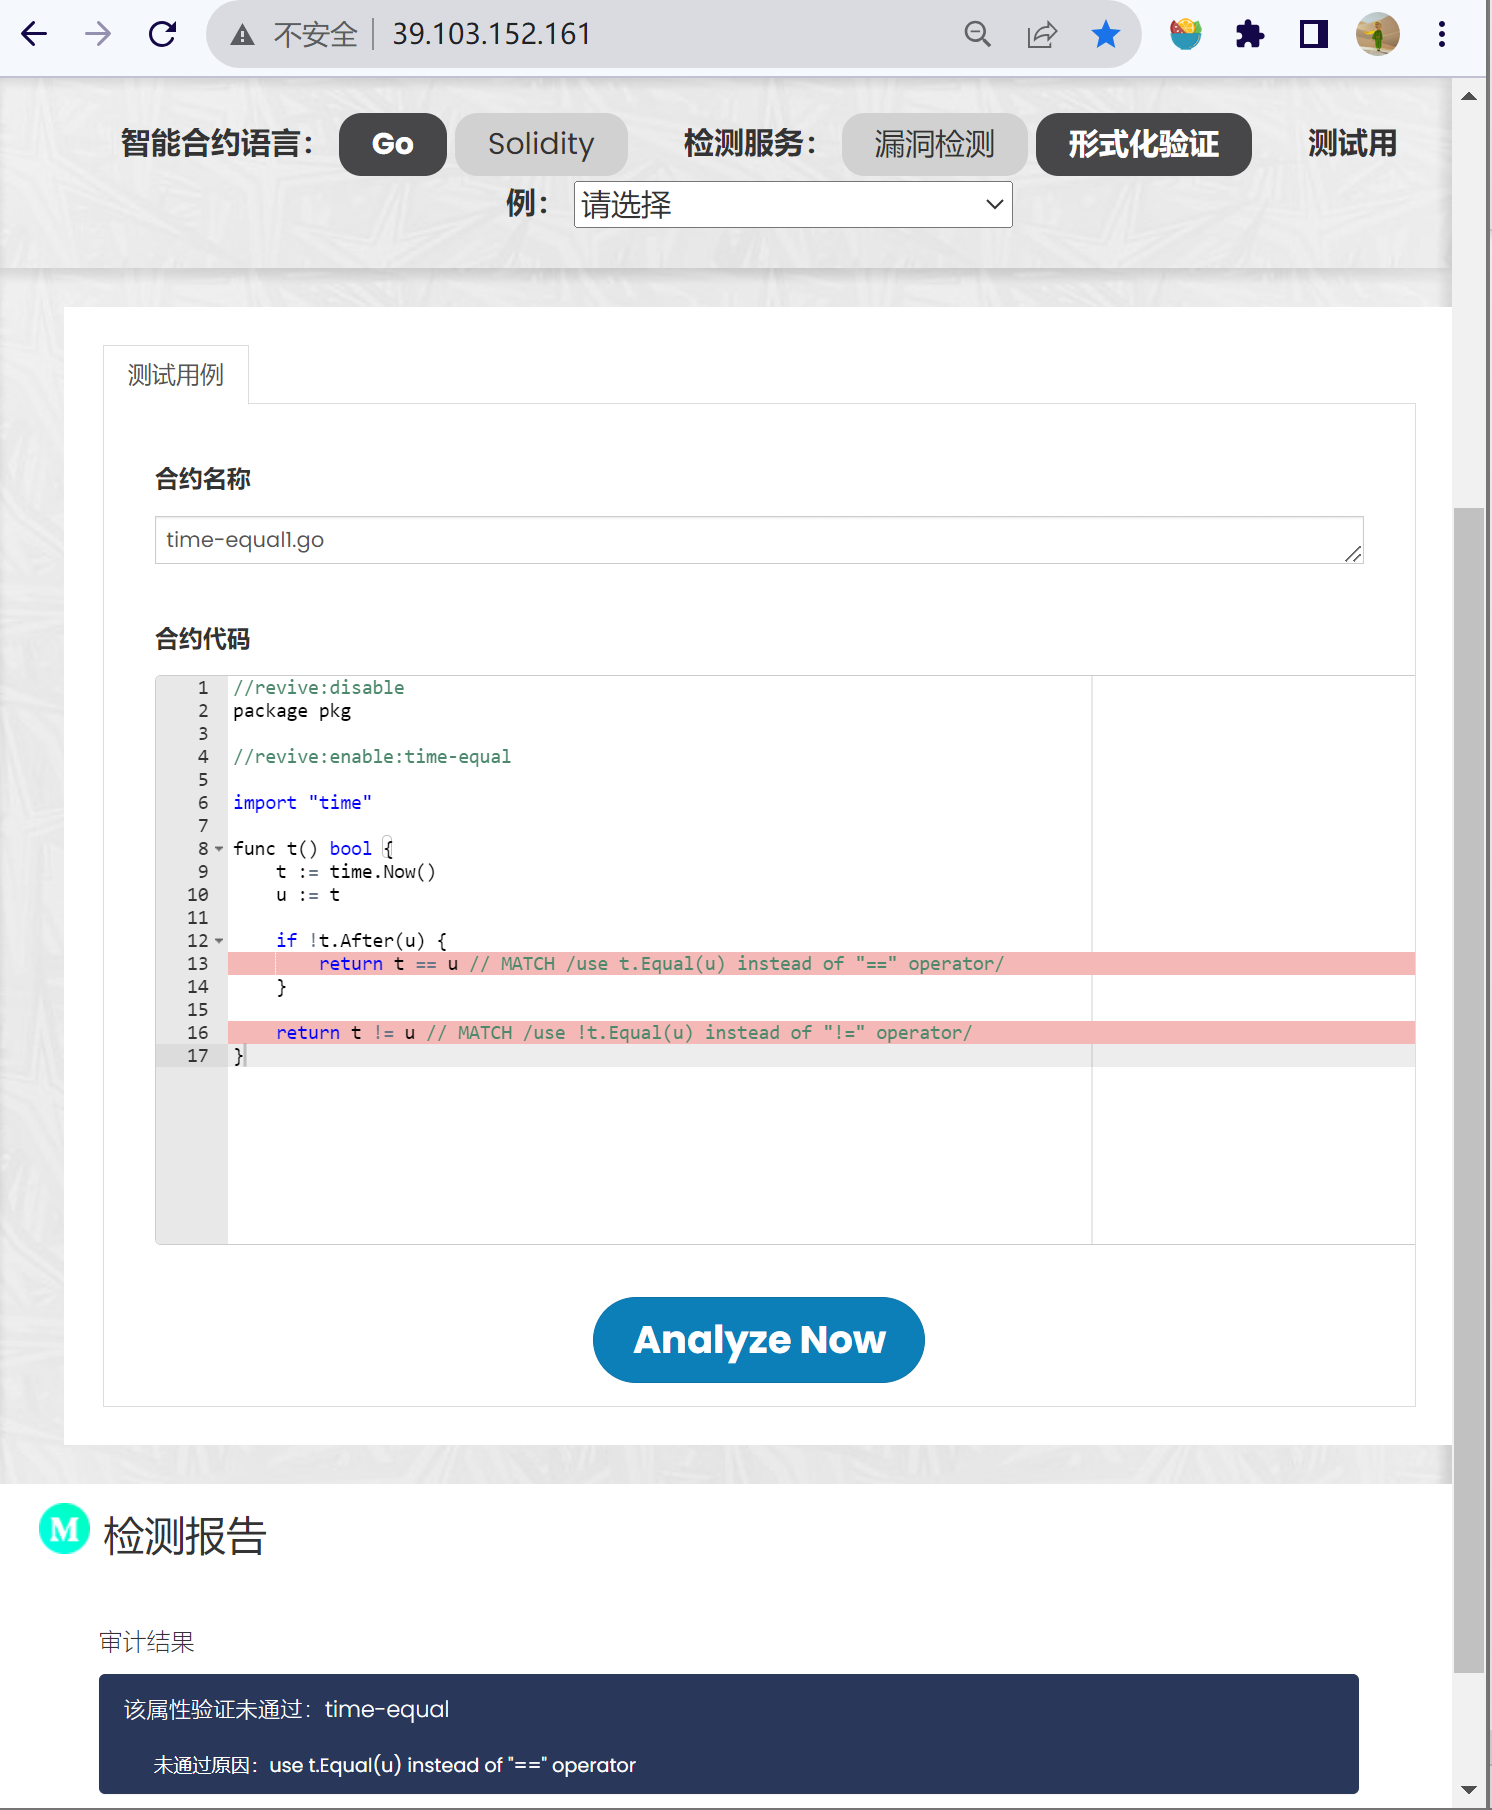 不安全 39.103.152.161
智能合约语言： Go Solidity 检测服务： 漏洞检测 形式化验证 测试用
例： 请选择
测试用例
合约名称
time-equal1.go
合约代码
1 //revive:disable
2 package pkg
3
4 //revive:enable:time-equal
5
6 import "time"
7
8 func t() bool {
9 t := time.Now()
10 u := t
11
12 if !t.After(u) {
13 return t == u // MATCH /use t.Equal(u) instead of "==" operator/
14 }
15
16 return t != u // MATCH /use !t.Equal(u) instead of "!=" operator/
17 }
Analyze Now
M 检测报告
审计结果
该属性验证未通过：time-equal
未通过原因：use t.Equal(u) instead of "==" operator